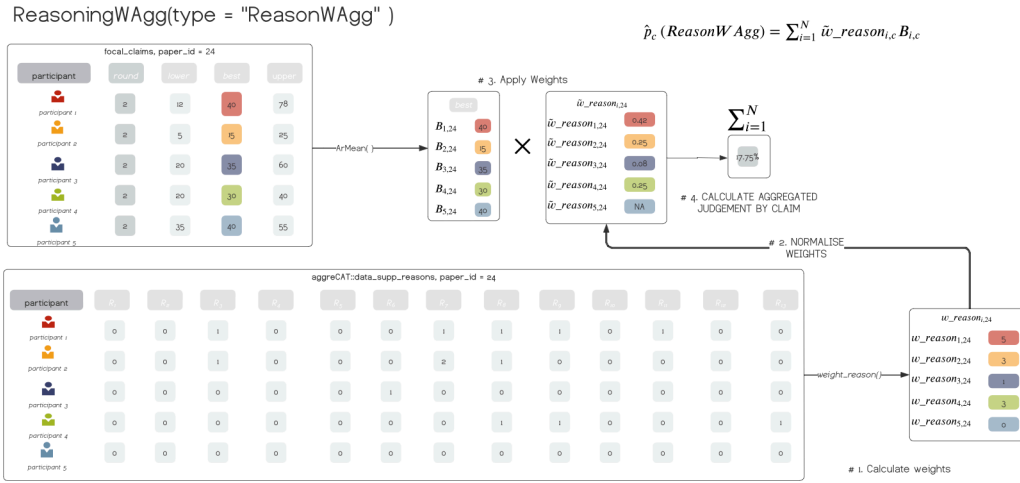 ReasoningWAgg(type = "ReasonWAgg" )
p̂c (ReasonW Agg) = ∑N i=1 w̃_reasoni,c Bi,c
focal_claims, paper_id = 24
participant round lower best upper
participant 1 2 12 40 78
participant 2 2 5 15 25
participant 3 2 20 35 60
participant 4 2 20 30 40
participant 5 2 35 40 55
ArMean( )
# 3. Apply Weights
best
B1,24 40
B2,24 15
B3,24 35
B4,24 30
B5,24 40
×
w̃_reasoni,24
w̃_reason1,24 0.42
w̃_reason2,24 0.25
w̃_reason3,24 0.08
w̃_reason4,24 0.25
w̃_reason5,24 NA
∑N i=1
17.75%
# 4. CALCULATE AGGREGATED
JUDGEMENT BY CLAIM
# 2. NORMALISE
WEIGHTS
aggreCAT::data_supp_reasons, paper_id = 24
participant
participant 1 0 0 1 0 0 0 1 1 1 0 1 0 0
participant 2 0 0 1 0 0 0 2 0 0 0 0 0 0
participant 3 0 0 0 0 0 1 0 0 0 0 0 0 0
participant 4 0 0 0 0 0 0 0 1 1 0 0 0 1
participant 5 0 0 0 0 0 0 0 0 0 0 0 0 0
weight_reason()
w_reasoni,24
w_reason1,24 5
w_reason2,24 3
w_reason3,24 1
w_reason4,24 3
w_reason5,24 0
# 1. Calculate weights